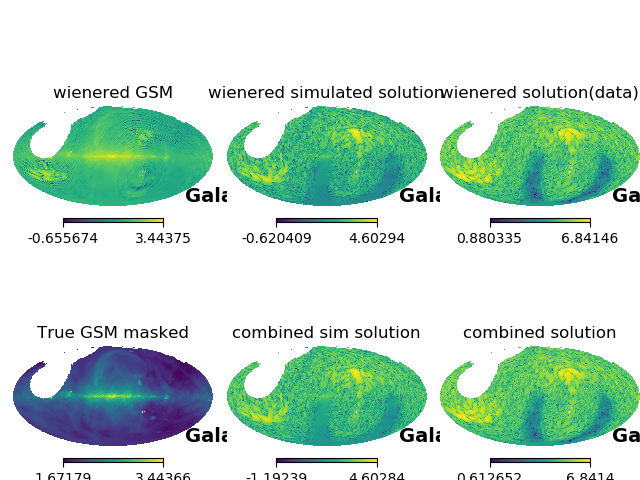 wienered GSM
wienered simulated solution
wienered solution(data)
Gala
Gala
Ga
-0.655674 3.44375
-0.620409 4.60294
0.880335 6.84146
True GSM masked
combined sim solution
combined solution
Gala
Gala
Ga
1.67179 3.44366
-1.19239 4.60284
0.612652 6.8414